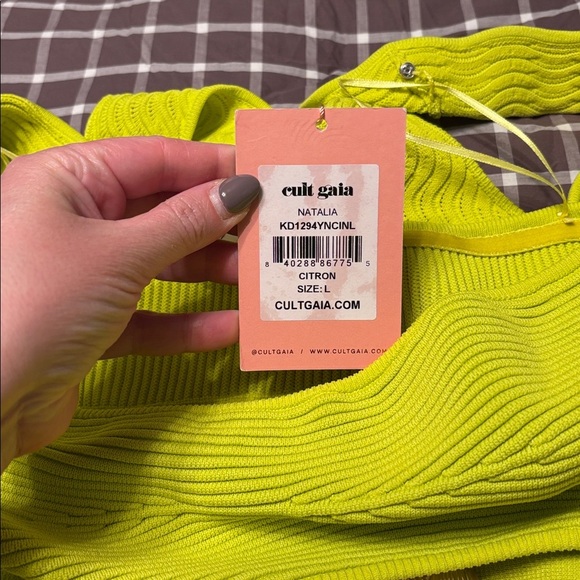 cult gaia
NATALIA
KD1294YNCINL
8 40288 86775 5
CITRON
SIZE: L
CULTGAIA.COM
@CULTGAIA / WWW.CULTGAIA.COM